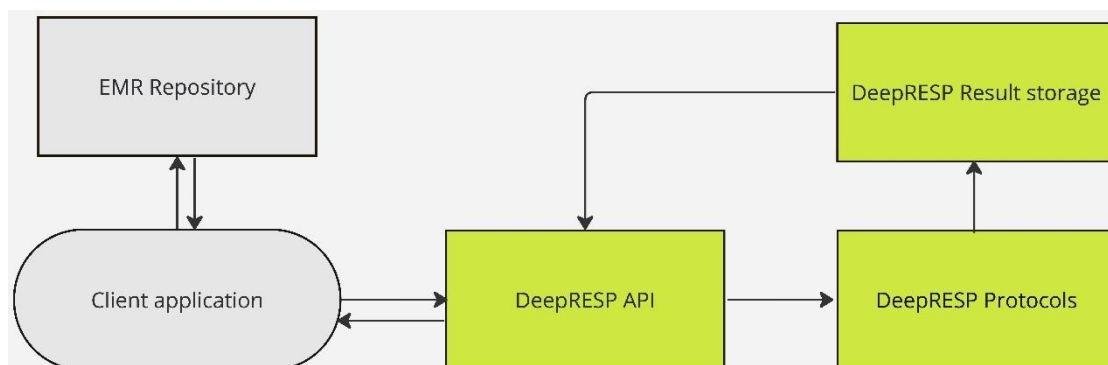 EMR Repository
DeepRESP Result storage
Client application
DeepRESP API
DeepRESP Protocols